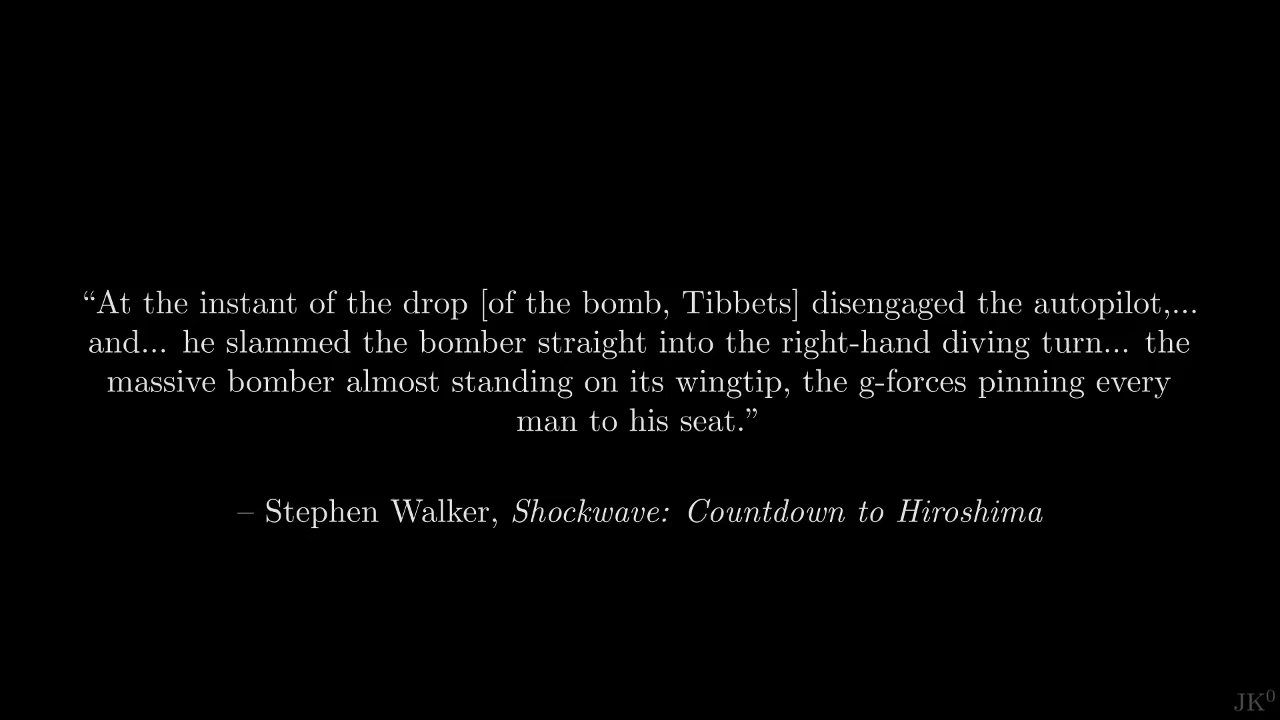 “At the instant of the drop [of the bomb, Tibbets] disengaged the autopilot,...
and... he slammed the bomber straight into the right-hand diving turn... the
massive bomber almost standing on its wingtip, the g-forces pinning every
man to his seat.”
– Stephen Walker, Shockwave: Countdown to Hiroshima
JK⁰